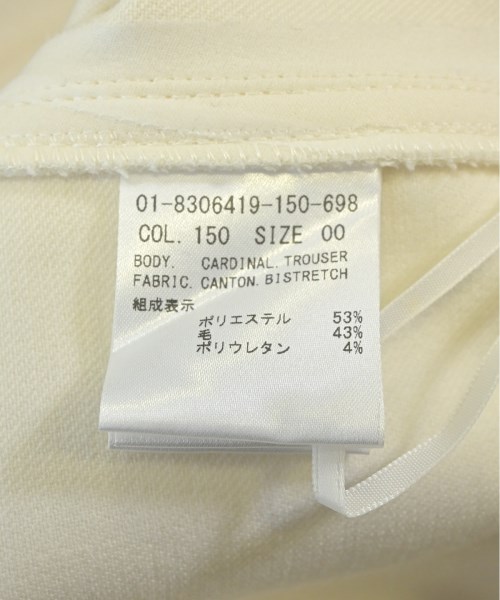 01-8306419-150-698
COL. 150 SIZE 00
BODY. CARDINAL. TROUSER
FABRIC. CANTON. BISTRETCH
組成表示
ポリエステル 53%
毛 43%
ポリウレタン 4%